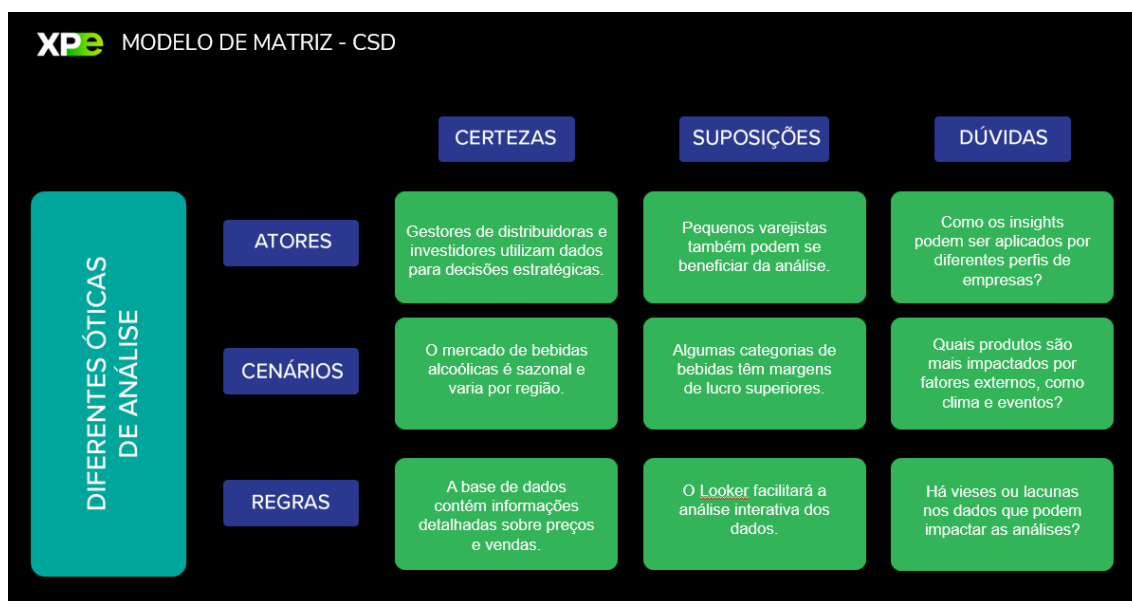 XPe MODELO DE MATRIZ - CSD
CERTEZAS
SUPOSIÇÕES
DÚVIDAS
DIFERENTES ÓTICAS
DE ANÁLISE
ATORES
Gestores de distribuidoras e
investidores utilizam dados
para decisões estratégicas.
Pequenos varejistas
também podem se
beneficiar da análise.
Como os insights
podem ser aplicados por
diferentes perfis de
empresas?
CENÁRIOS
O mercado de bebidas
alcoólicas é sazonal e
varia por região.
Algumas categorias de
bebidas têm margens
de lucro superiores.
Quais produtos são
mais impactados por
fatores externos, como
clima e eventos?
REGRAS
A base de dados
contém informações
detalhadas sobre preços
e vendas.
O Looker facilitará a
análise interativa dos
dados.
Há vieses ou lacunas
nos dados que podem
impactar as análises?